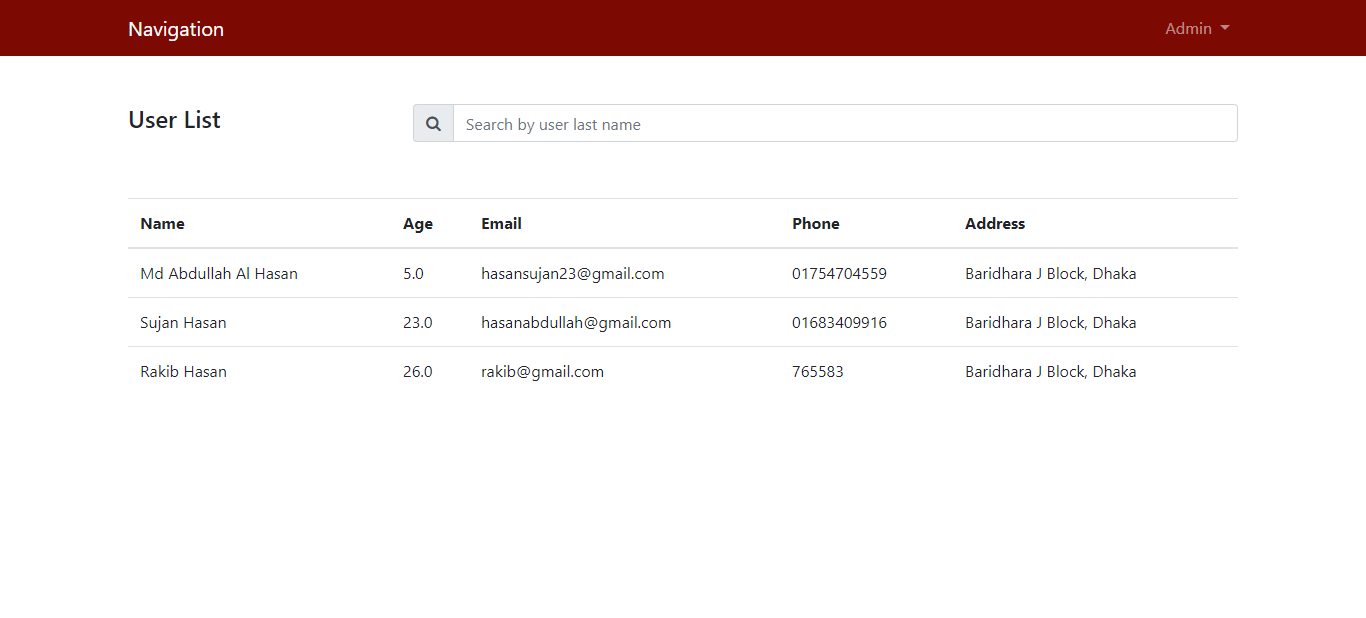 Navigation Admin
User List Search by user last name
Name Age Email Phone Address
Md Abdullah Al Hasan 5.0 hasansujan23@gmail.com 01754704559 Baridhara J Block, Dhaka
Sujan Hasan 23.0 hasanabdullah@gmail.com 01683409916 Baridhara J Block, Dhaka
Rakib Hasan 26.0 rakib@gmail.com 765583 Baridhara J Block, Dhaka